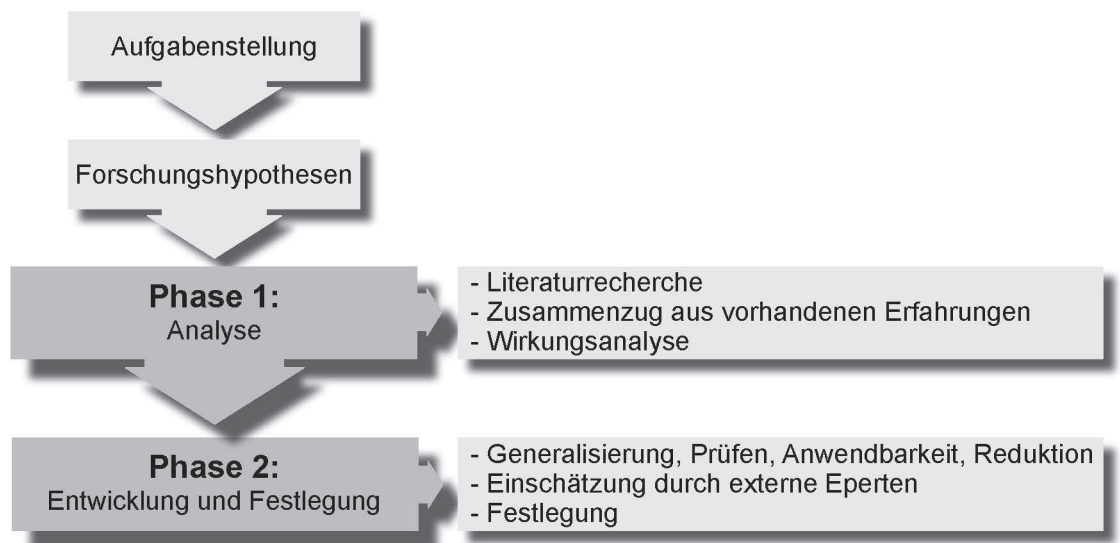 Aufgabenstellung
Forschungshypothesen
Phase 1:
Analyse
- Literaturrecherche
- Zusammenzug aus vorhandenen Erfahrungen
- Wirkungsanalyse
Phase 2:
Entwicklung und Festlegung
- Generalisierung, Prüfen, Anwendbarkeit, Reduktion
- Einschätzung durch externe Eperten
- Festlegung